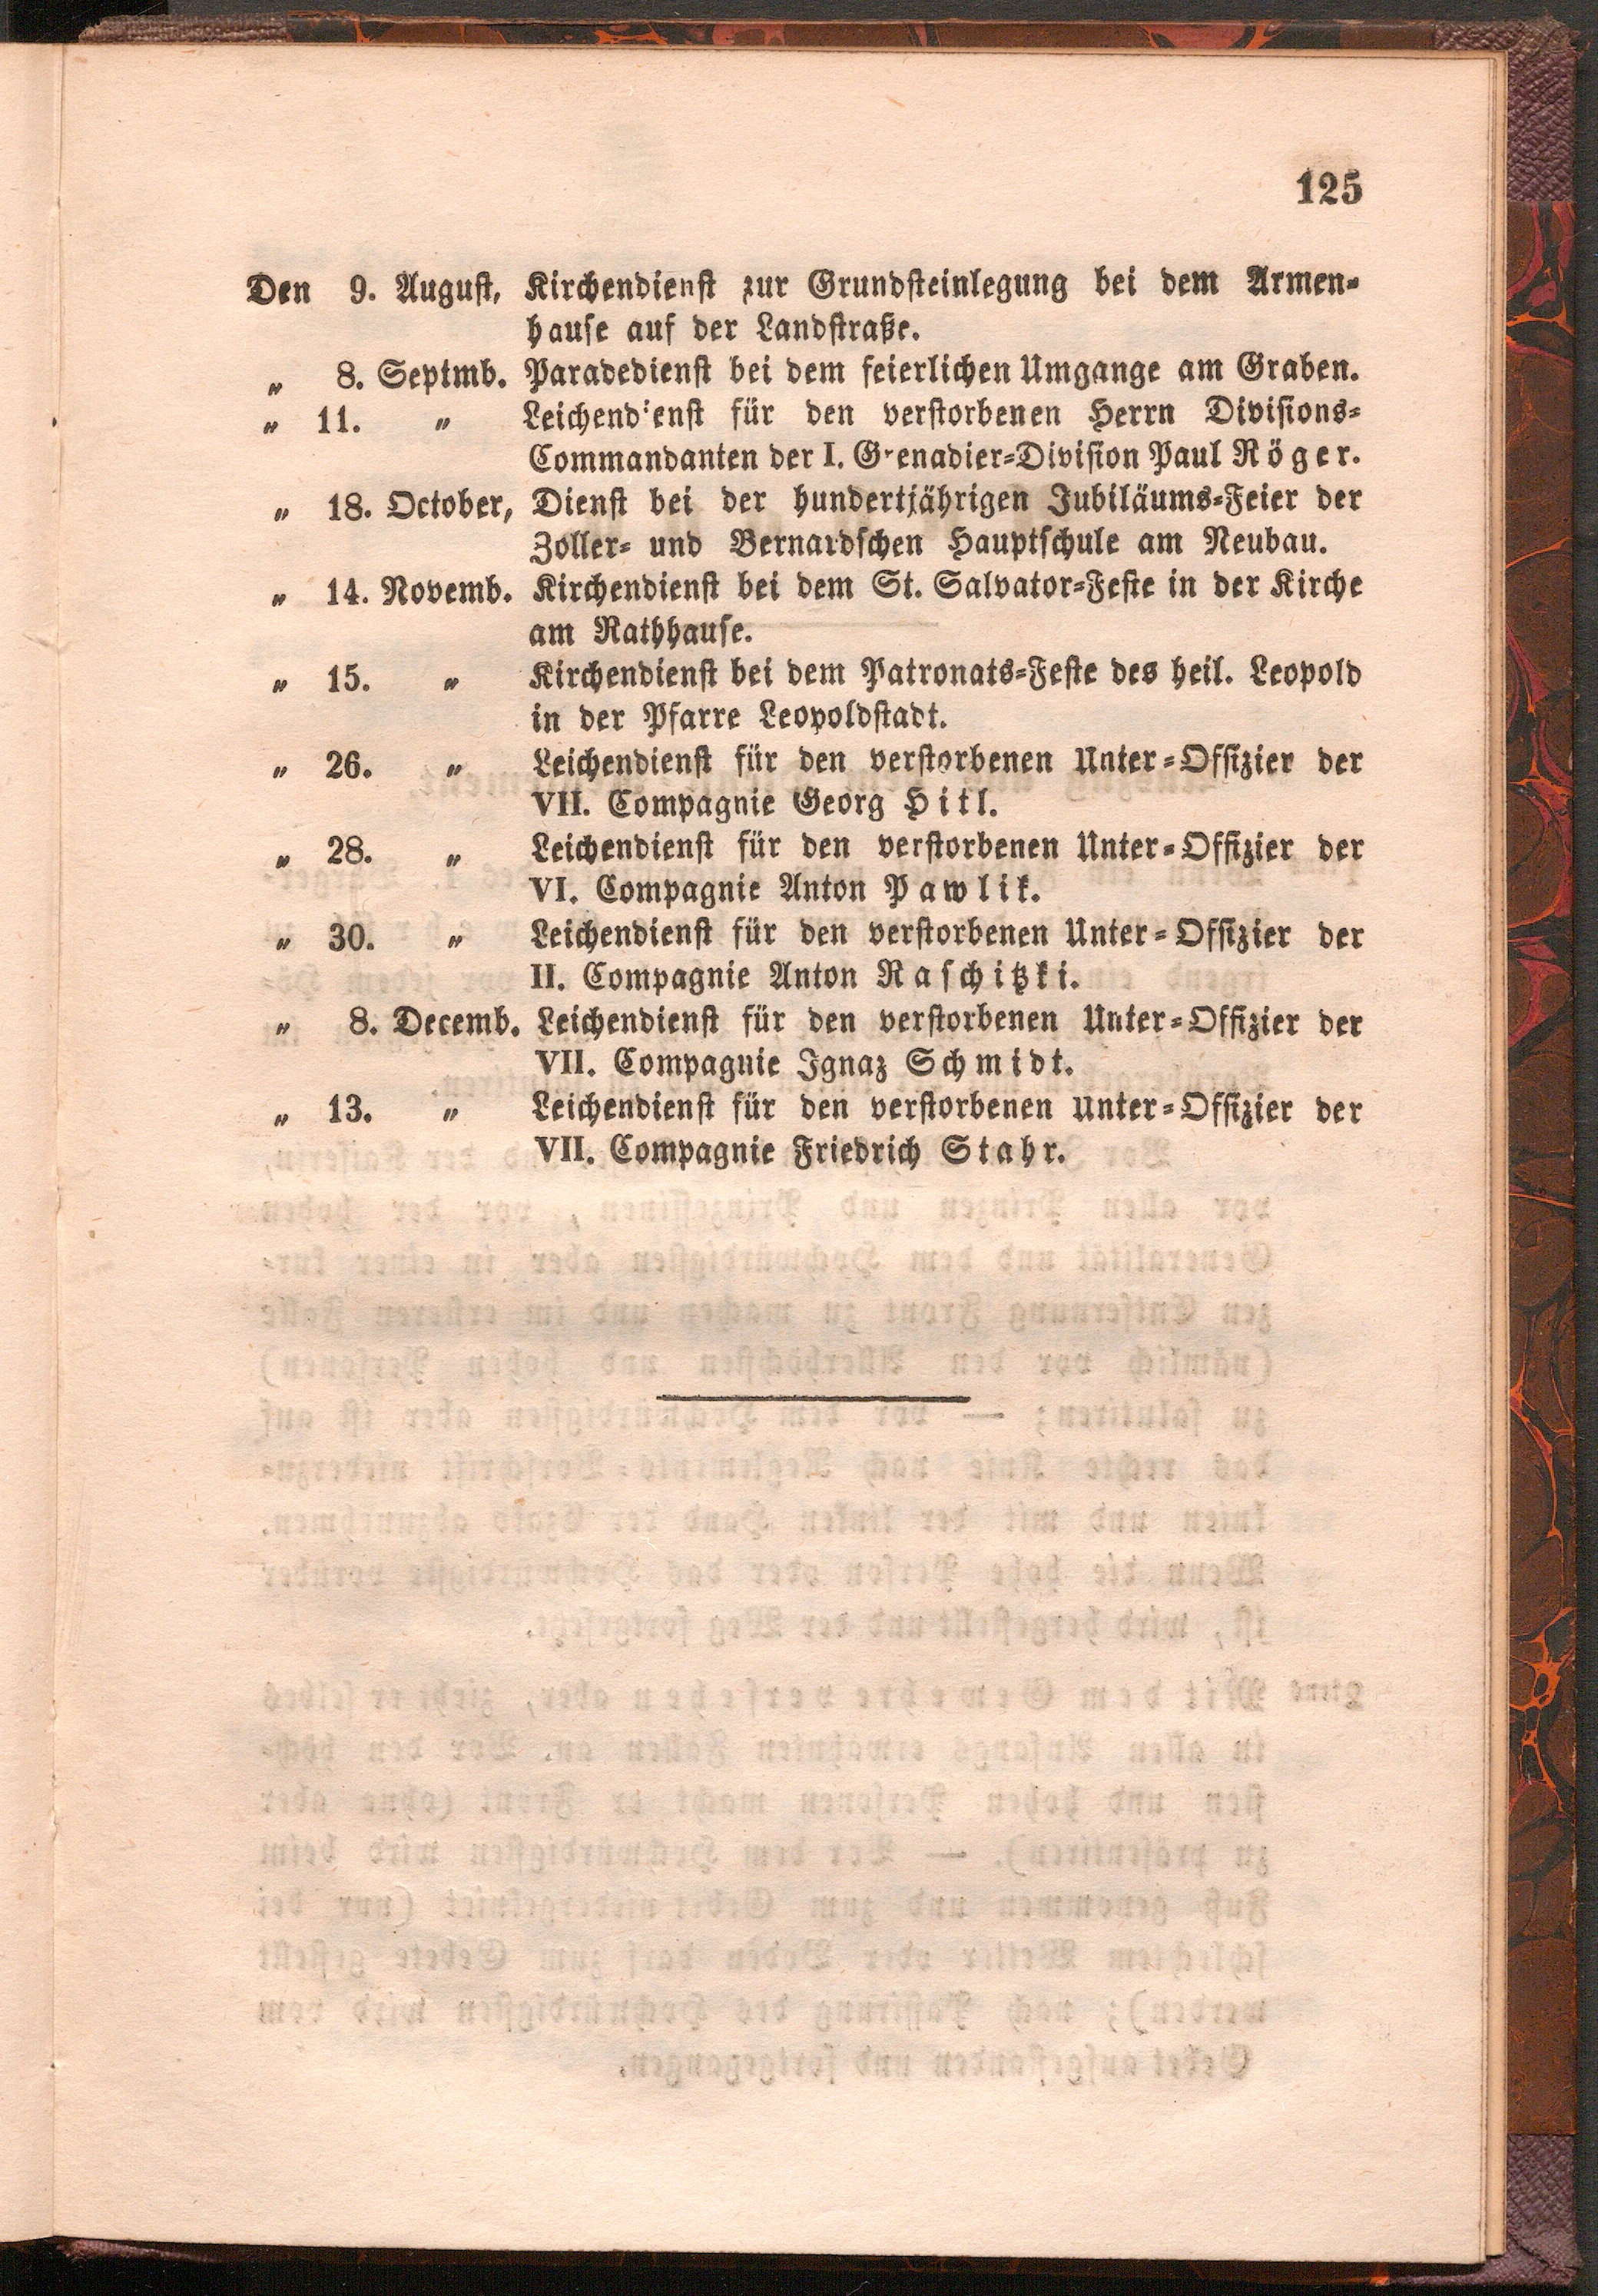 125
Den 9. August, Kirchendienst zur Grundsteinlegung bei dem Armen-
hause auf der Landstraße.
„ 8. Septmb. Paradedienst bei dem feierlichen Umgange am Graben.
„ 11. „ Leichendienst für den verstorbenen Herrn Divisions-
Commandanten der I. Grenadier-Division Paul Röger.
„ 18. October, Dienst bei der hundertjährigen Jubiläums-Feier der
Zoller- und Bernardschen Hauptschule am Neubau.
„ 14. Novemb. Kirchendienst bei dem St. Salvator-Feste in der Kirche
am Rathhause.
„ 15. „ Kirchendienst bei dem Patronats-Feste des heil. Leopold
in der Pfarre Leopoldstadt.
„ 26. „ Leichendienst für den verstorbenen Unter-Offizier der
VII. Compagnie Georg Hitl.
„ 28. „ Leichendienst für den verstorbenen Unter-Offizier der
VI. Compagnie Anton Pawlik.
„ 30. „ Leichendienst für den verstorbenen Unter-Offizier der
II. Compagnie Anton Raschitzki.
„ 8. Decemb. Leichendienst für den verstorbenen Unter-Offizier der
VII. Compagnie Ignaz Schmidt.
„ 13. „ Leichendienst für den verstorbenen Unter-Offizier der
VII. Compagnie Friedrich Stahr.